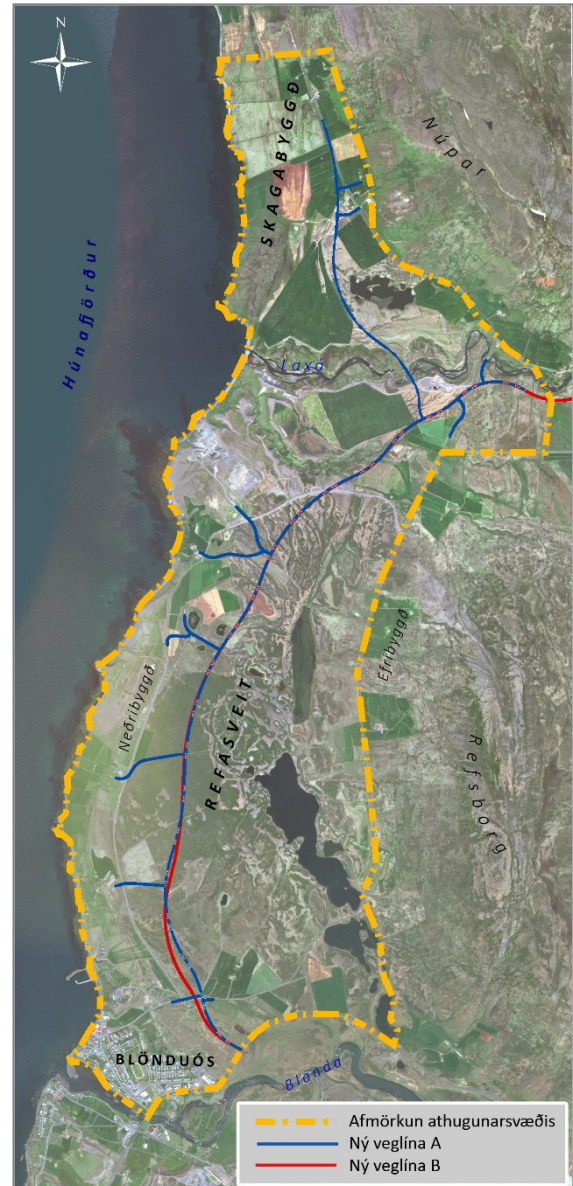 N
SKAGABYGGÐ
Núpar
Húnafjörður
Laxá
Neðribyggð
REFASVEIT
Efribyggð
Refsborg
BLÖNDUÓS
Blanda
Afmörkun athugunarsvæðis
Ný veglína A
Ný veglína B